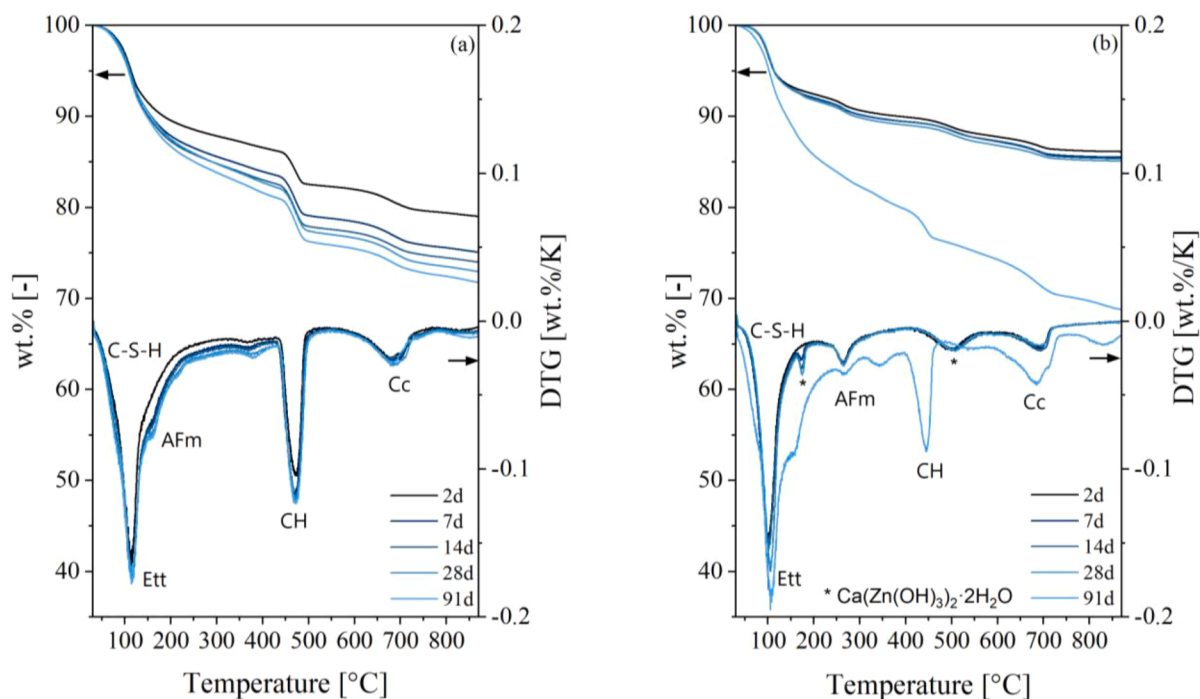 (a)
100
90
80
70
60
50
40
wt.% [-]
0.2
0.1
0.0
-0.1
-0.2
DTG [wt.%/K]
C-S-H
AFm
Ett
CH
Cc
2d
7d
14d
28d
91d
100 200 300 400 500 600 700 800
Temperature [°C]
(b)
100
90
80
70
60
50
40
wt.% [-]
0.2
0.1
0.0
-0.1
-0.2
DTG [wt.%/K]
C-S-H
*
AFm
*
Ett
CH
Cc
2d
7d
14d
28d
91d
* Ca(Zn(OH)₃)₂·2H₂O
100 200 300 400 500 600 700 800
Temperature [°C]